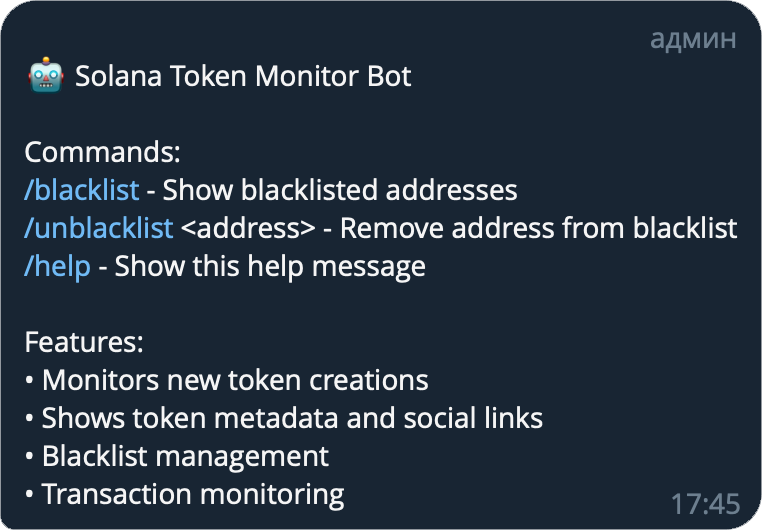 админ
🤖 Solana Token Monitor Bot
Commands:
/blacklist - Show blacklisted addresses
/unblacklist <address> - Remove address from blacklist
/help - Show this help message
Features:
• Monitors new token creations
• Shows token metadata and social links
• Blacklist management
• Transaction monitoring
17:45